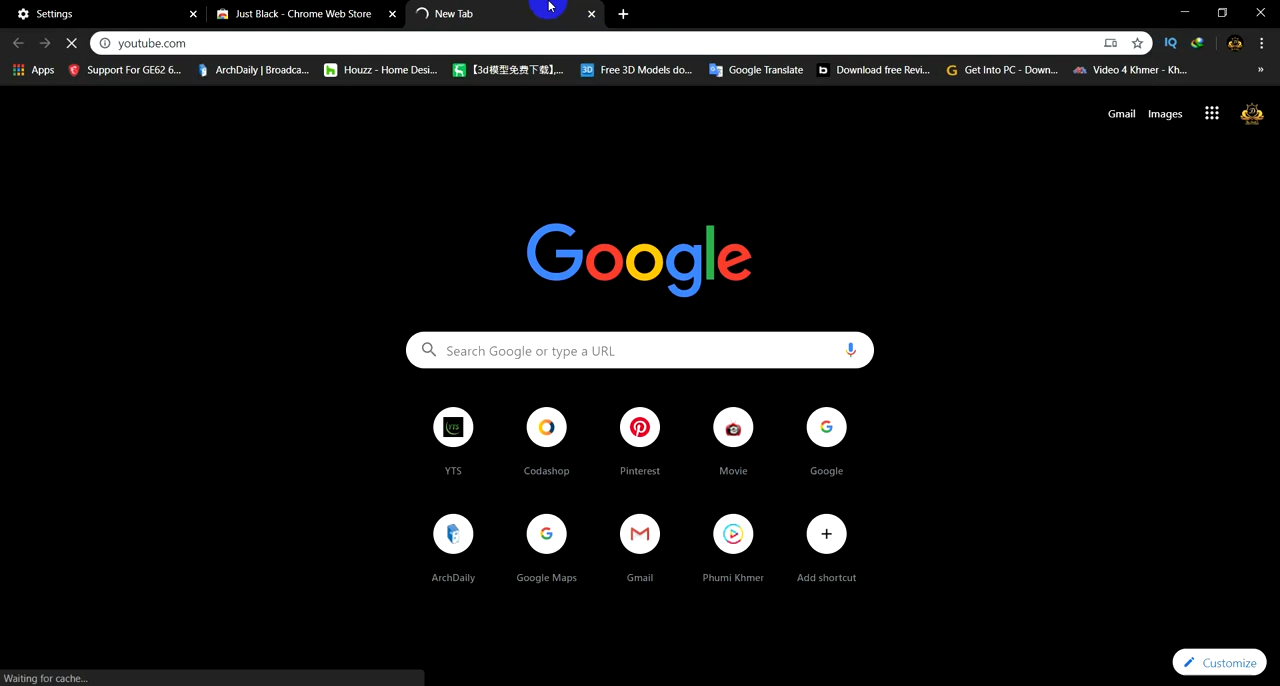 Settings
Just Black - Chrome Web Store
New Tab
youtube.com
IQ
Apps
Support For GE62 6...
ArchDaily | Broadca...
Houzz - Home Desi...
【3d模型免费下载】,...
3D
Free 3D Models do...
Google Translate
b
Download free Revi...
G
Get Into PC - Down...
Video 4 Khmer - Kh...
»
Gmail
Images
Google
Search Google or type a URL
YTS
YTS
Codashop
Pinterest
Movie
Google
ArchDaily
Google Maps
Gmail
Phumi Khmer
Add shortcut
Customize
Waiting for cache...